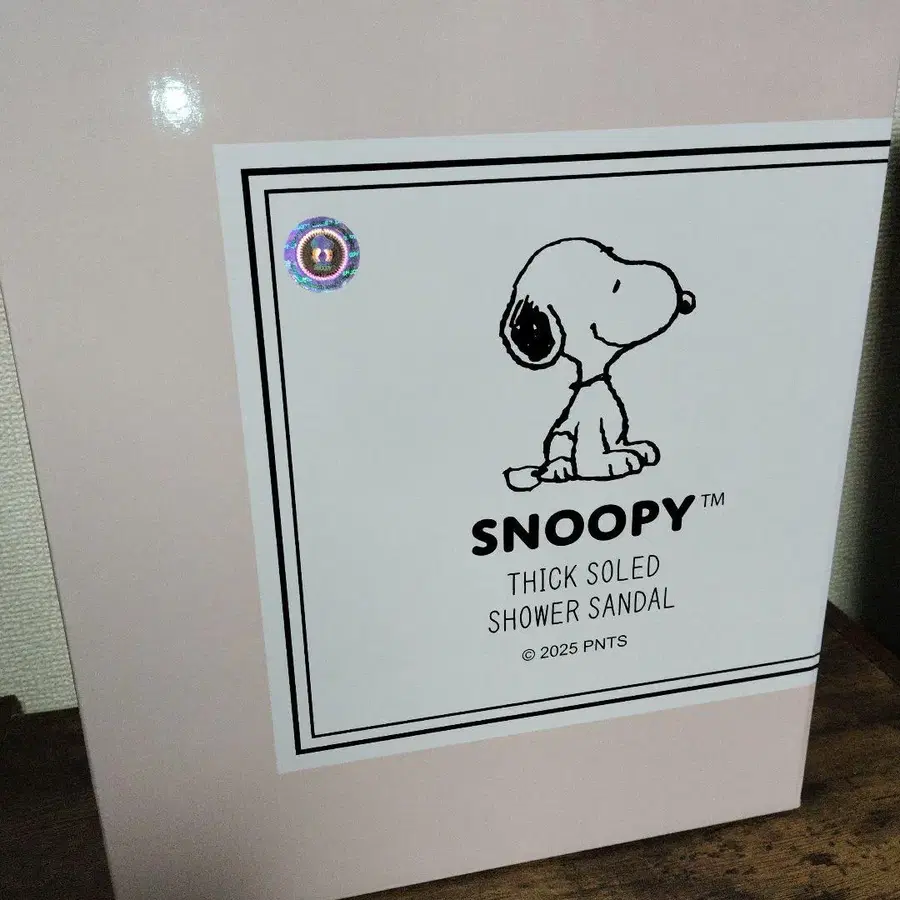 SNOOPY™
THICK SOLED
SHOWER SANDAL
© 2025 PNTS